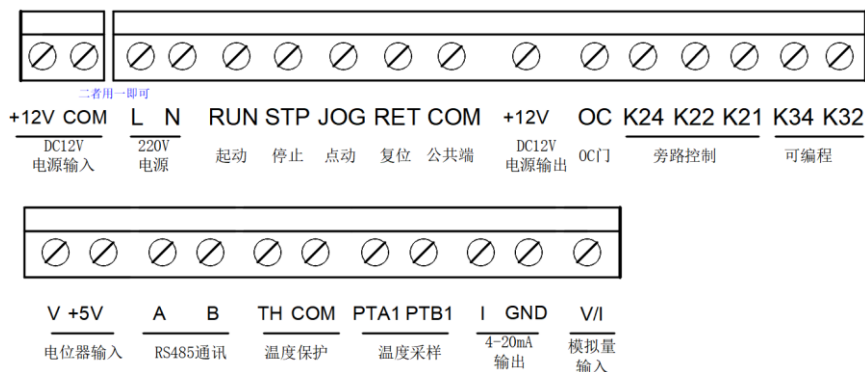 二者用一即可
+12V COM L N RUN STP JOG RET COM +12V OC K24 K22 K21 K34 K32
DC12V 220V DC12V
电源输入 电源 起动 停止 点动 复位 公共端 电源输出 OC门 旁路控制 可编程
V +5V A B TH COM PTA1 PTB1 I GND V/I
电位器输入 RS485通讯 温度保护 温度采样 4-20mA 模拟量
输出 输入